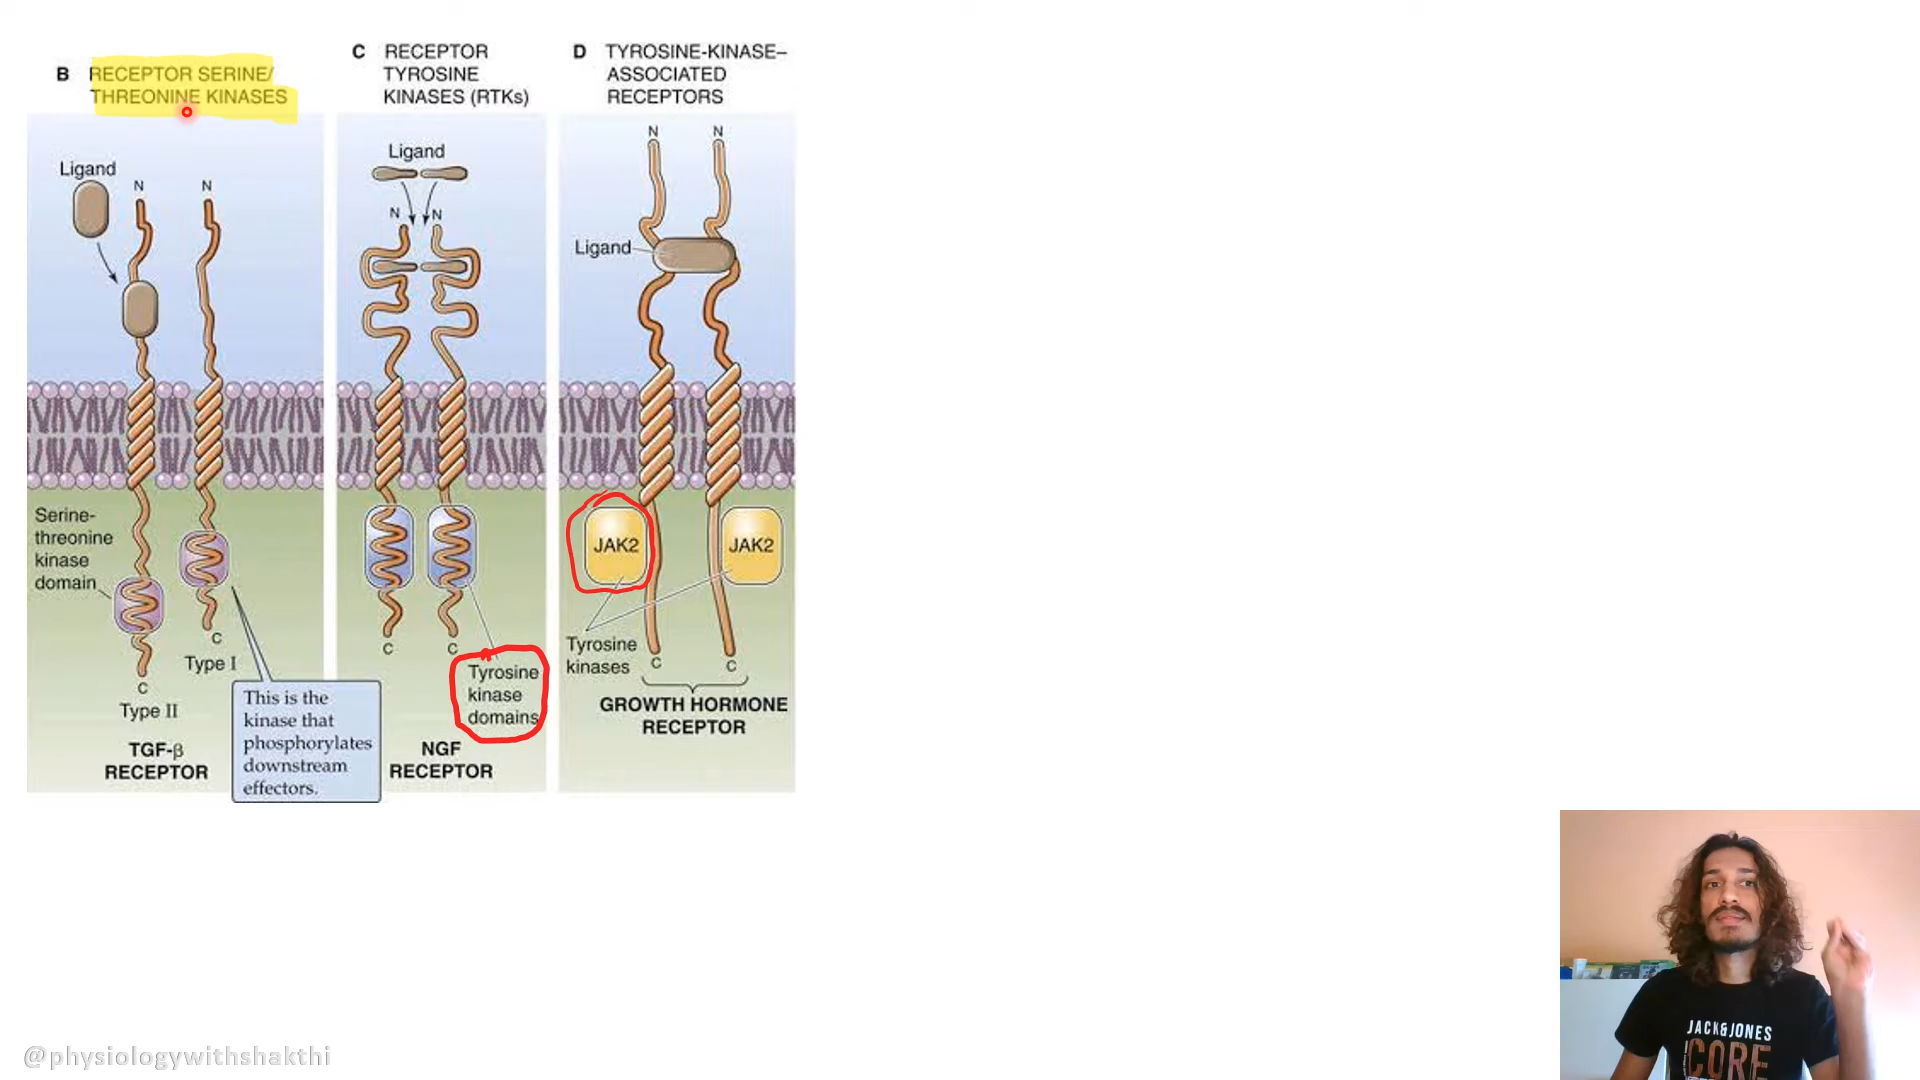 B RECEPTOR SERINE/
THREONINE KINASES
Ligand
N
N
Serine-
threonine
kinase
domain
C
Type I
C
Type II
TGF-β
RECEPTOR
This is the
kinase that
phosphorylates
downstream
effectors.
C RECEPTOR
TYROSINE
KINASES (RTKs)
Ligand
N
N
C
C
Tyrosine
kinase
domains
NGF
RECEPTOR
D TYROSINE-KINASE–
ASSOCIATED
RECEPTORS
N
N
Ligand
JAK2
JAK2
Tyrosine
kinases
C
C
GROWTH HORMONE
RECEPTOR
JACK&JONES
CORE
@physiologywithshakthi